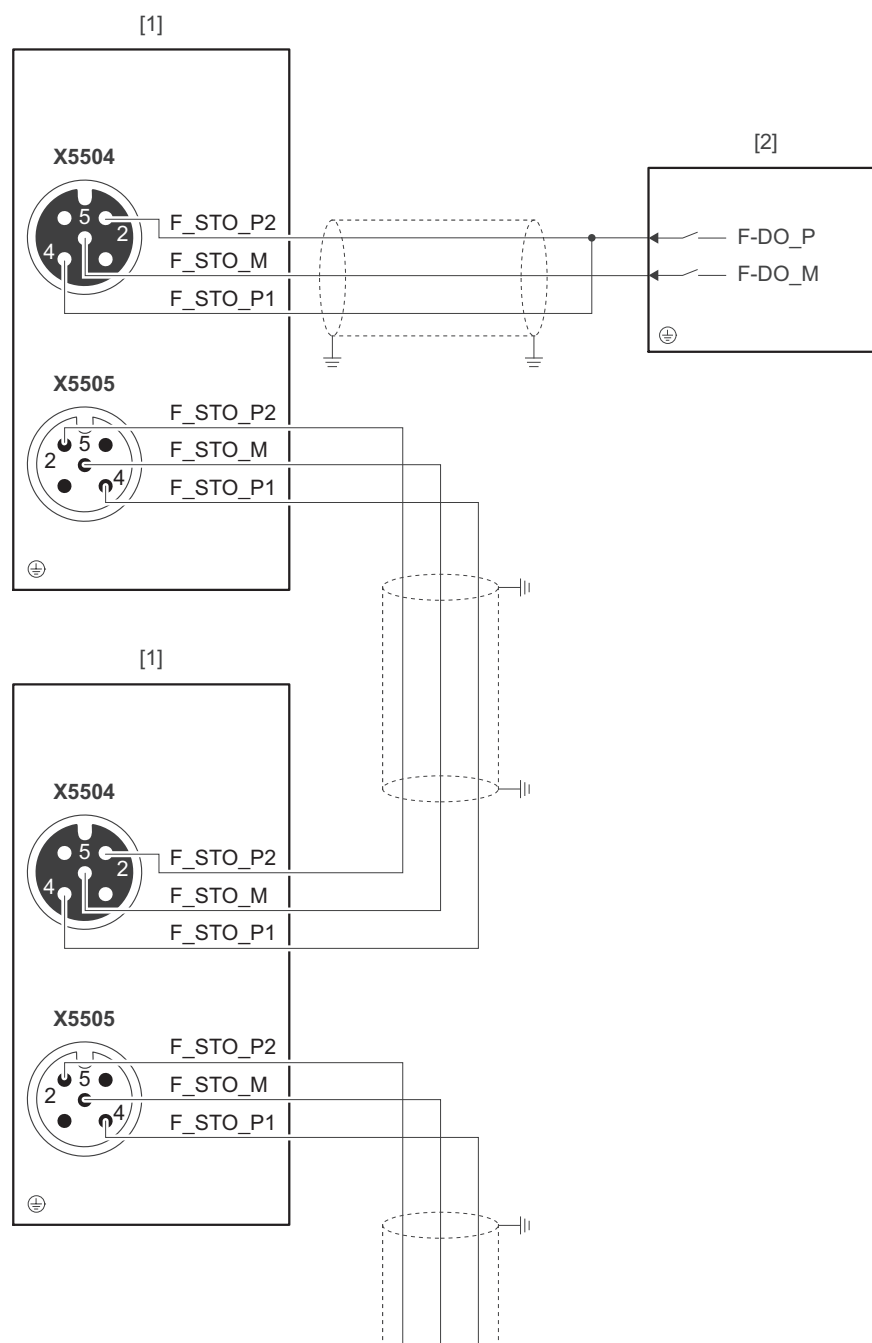 [1]
X5504
5
2
4
F_STO_P2
F_STO_M
F_STO_P1
[2]
F-DO_P
F-DO_M
X5505
5
2
4
F_STO_P2
F_STO_M
F_STO_P1
[1]
X5504
5
2
4
F_STO_P2
F_STO_M
F_STO_P1
X5505
5
2
4
F_STO_P2
F_STO_M
F_STO_P1